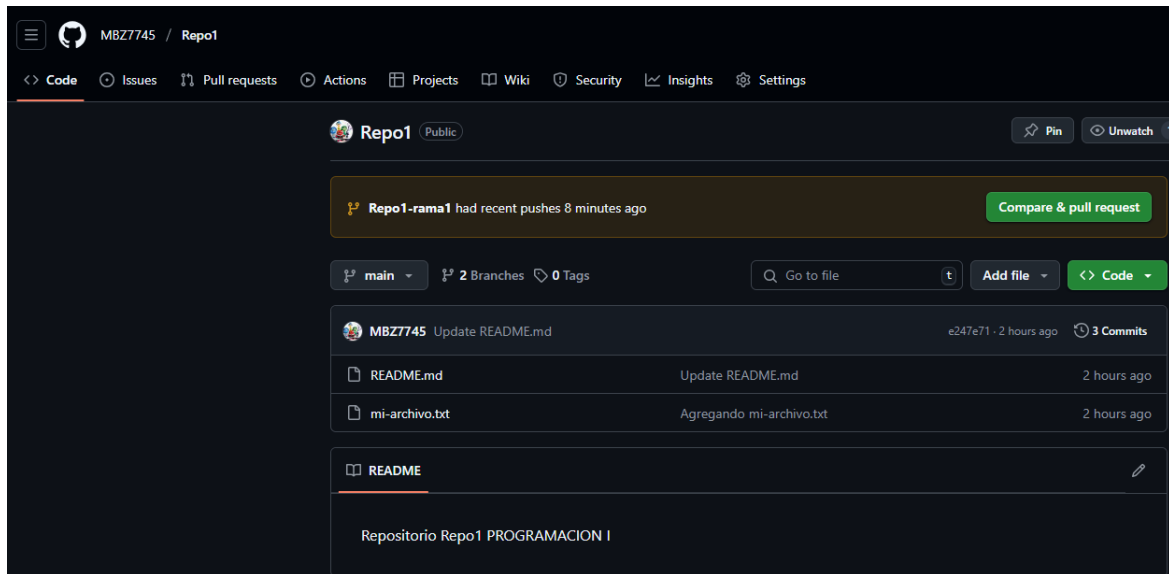 MBZ7745 / Repo1
<> Code Issues Pull requests Actions Projects Wiki Security Insights Settings
Repo1 Public Pin Unwatch
Repo1-rama1 had recent pushes 8 minutes ago Compare & pull request
main 2 Branches 0 Tags Go to file t Add file <> Code
MBZ7745 Update README.md e247e71 · 2 hours ago 3 Commits
README.md Update README.md 2 hours ago
mi-archivo.txt Agregando mi-archivo.txt 2 hours ago
README
Repositorio Repo1 PROGRAMACION I